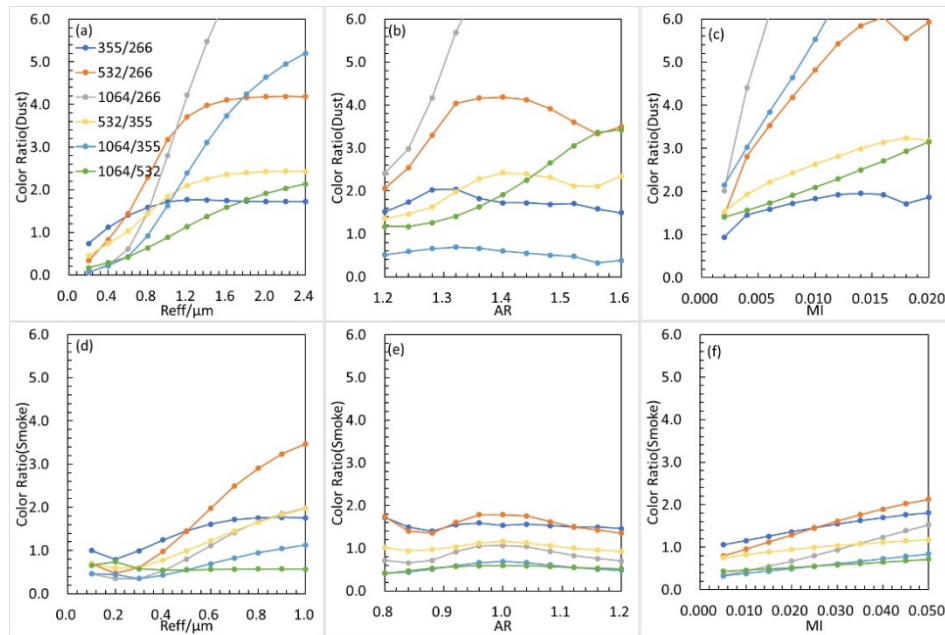 6.0 (a)
5.0
4.0
3.0
2.0
1.0
0.0
Color Ratio(Dust)
355/266
532/266
1064/266
532/355
1064/355
1064/532
0.0 0.4 0.8 1.2 1.6 2.0 2.4
Reff/μm
6.0 (b)
5.0
4.0
3.0
2.0
1.0
0.0
Color Ratio(Dust)
1.2 1.3 1.4 1.5 1.6
AR
6.0 (c)
5.0
4.0
3.0
2.0
1.0
0.0
Color Ratio(Dust)
0.000 0.005 0.010 0.015 0.020
MI
6.0 (d)
5.0
4.0
3.0
2.0
1.0
0.0
Color Ratio(Smoke)
0.0 0.2 0.4 0.6 0.8 1.0
Reff/μm
6.0 (e)
5.0
4.0
3.0
2.0
1.0
0.0
Color Ratio(Smoke)
0.8 0.9 1.0 1.1 1.2
AR
6.0 (f)
5.0
4.0
3.0
2.0
1.0
0.0
Color Ratio(Smoke)
0.000 0.010 0.020 0.030 0.040 0.050
MI